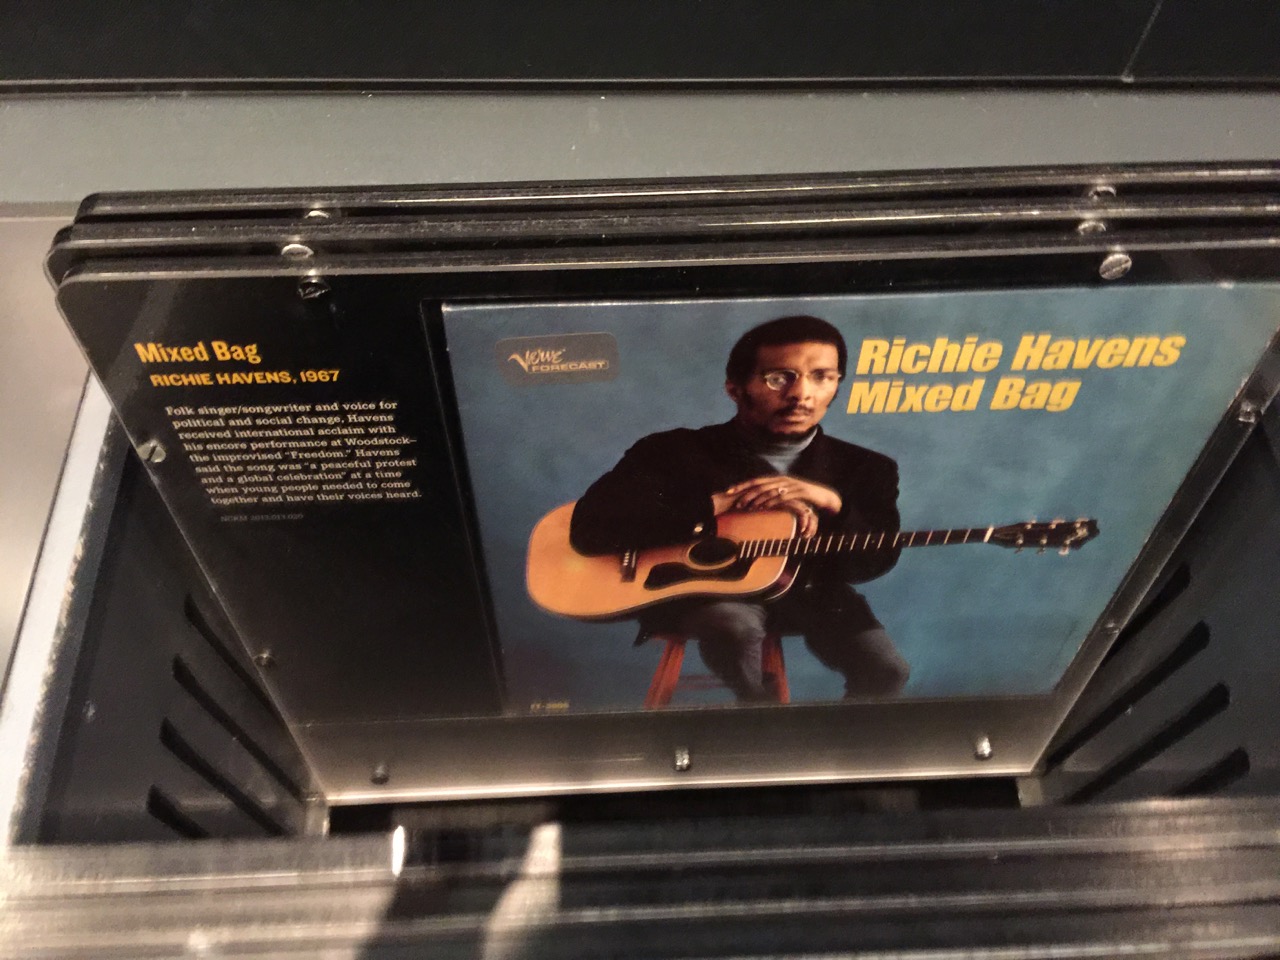 Mixed Bag
RICHIE HAVENS, 1967
Folk singer/songwriter and voice for
political and social change, Havens
received international acclaim with
his encore performance at Woodstock—
the improvised "Freedom." Havens
said the song was "a peaceful protest
and a global celebration" at a time
when young people needed to come
together and have their voices heard.
Verve
FORECAST
Richie Havens
Mixed Bag